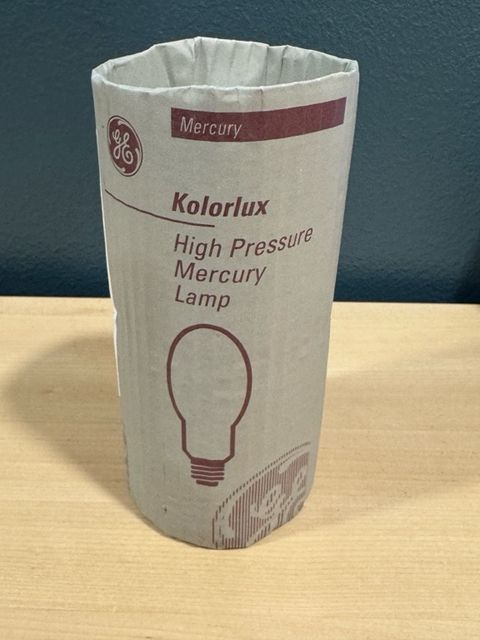 GE
Mercury
Kolorlux
High Pressure
Mercury
Lamp